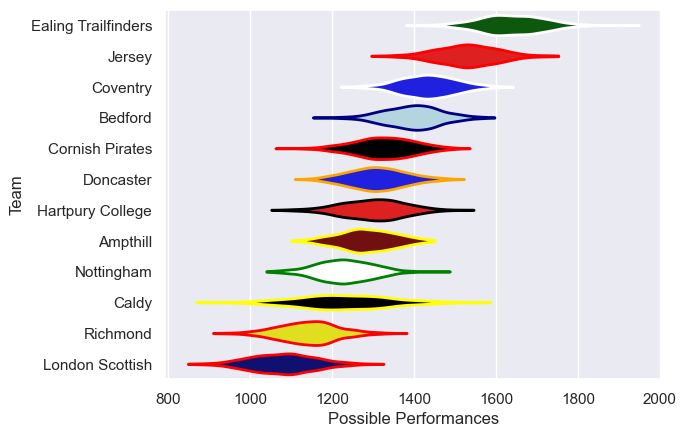 Ealing Trailfinders
Jersey
Coventry
Bedford
Cornish Pirates
Doncaster
Hartpury College
Ampthill
Nottingham
Caldy
Richmond
London Scottish
Team
800 1000 1200 1400 1600 1800 2000
Possible Performances